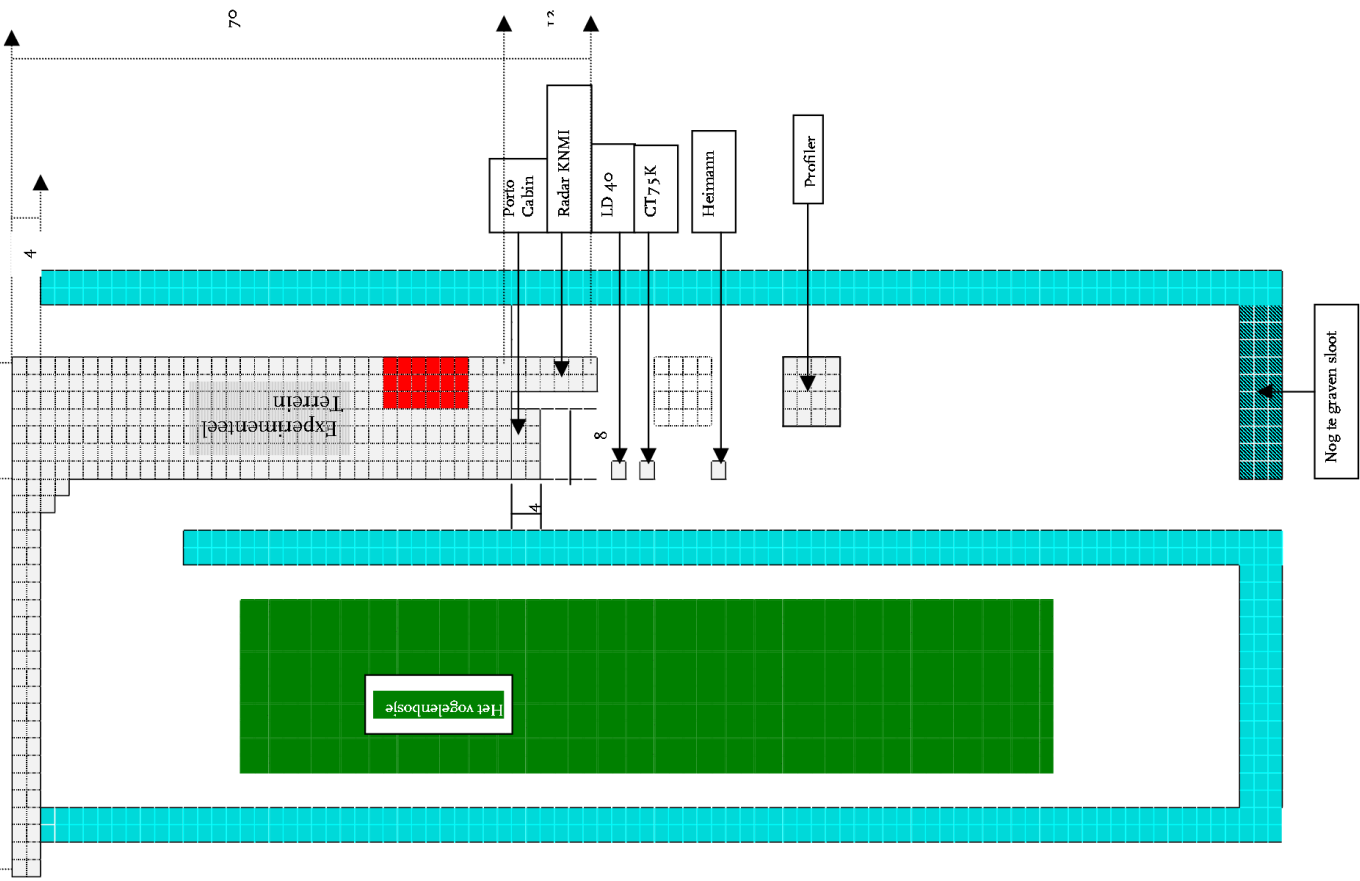 70
12
4
Porto
Cabin
Radar KNMI
LD 40
CT75K
Heimann
Profiler
Experimenteel
Terrein
8
4
Nog te graven sloot
Het vogelenbosje